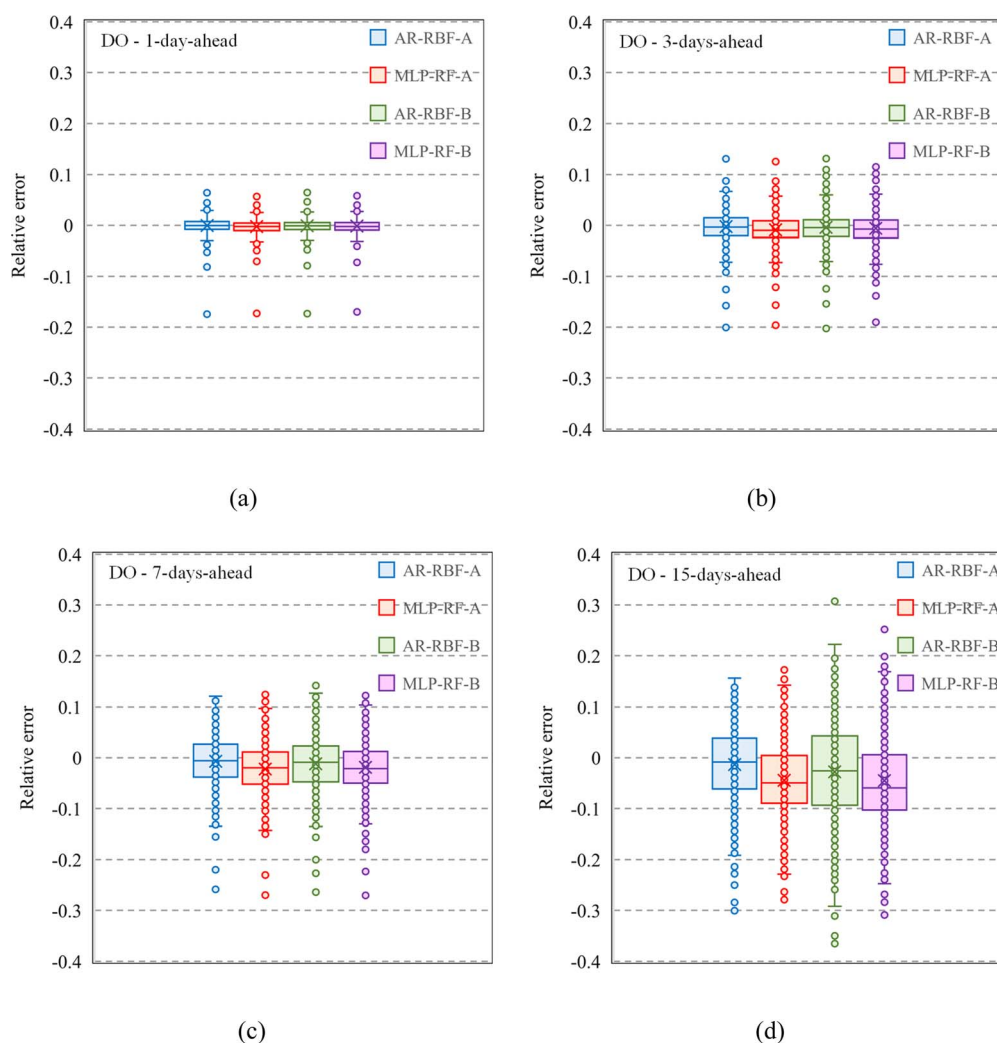 0.4
0.3
0.2
0.1
0
-0.1
-0.2
-0.3
-0.4
Relative error
DO - 1-day-ahead
AR-RBF-A
MLP-RF-A
AR-RBF-B
MLP-RF-B
(a)
0.4
0.3
0.2
0.1
0
-0.1
-0.2
-0.3
-0.4
Relative error
DO - 3-days-ahead
AR-RBF-A
MLP-RF-A
AR-RBF-B
MLP-RF-B
(b)
0.4
0.3
0.2
0.1
0
-0.1
-0.2
-0.3
-0.4
Relative error
DO - 7-days-ahead
AR-RBF-A
MLP-RF-A
AR-RBF-B
MLP-RF-B
(c)
0.4
0.3
0.2
0.1
0
-0.1
-0.2
-0.3
-0.4
Relative error
DO - 15-days-ahead
AR-RBF-A
MLP-RF-A
AR-RBF-B
MLP-RF-B
(d)